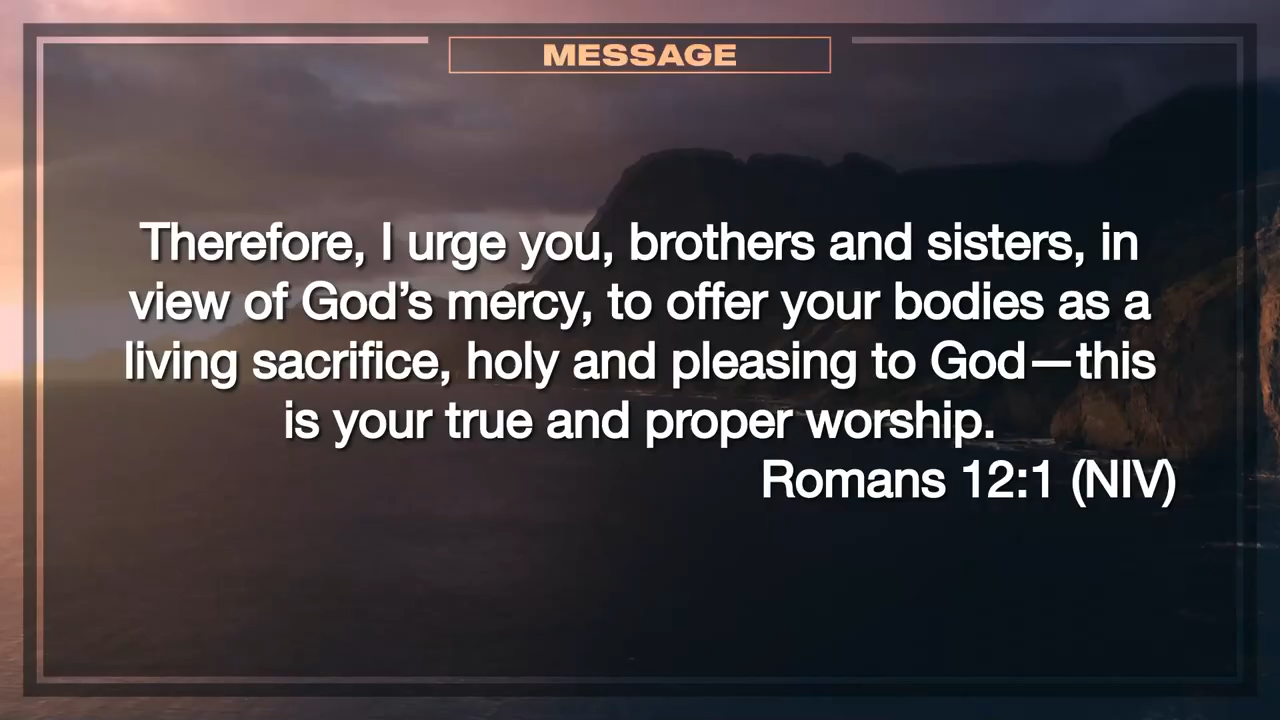 MESSAGE
Therefore, I urge you, brothers and sisters, in
view of God’s mercy, to offer your bodies as a
living sacrifice, holy and pleasing to God—this
is your true and proper worship.
Romans 12:1 (NIV)